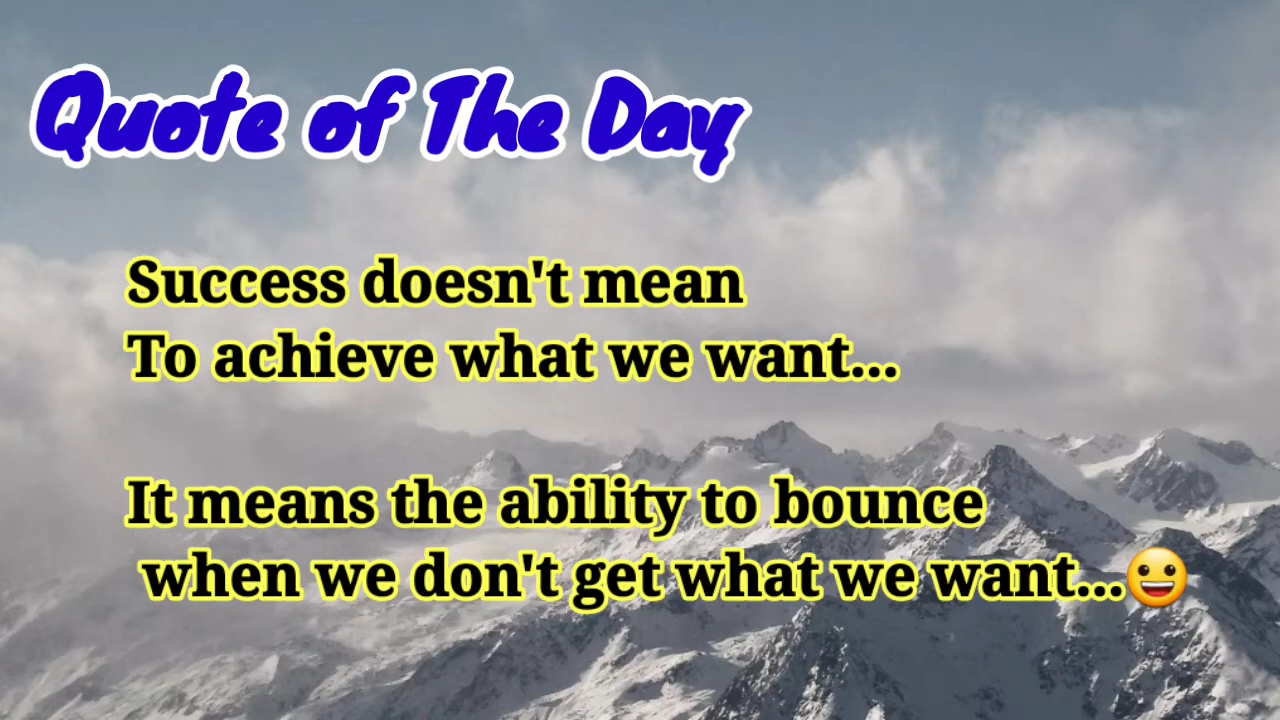 Quote of The Day
Success doesn't mean
To achieve what we want...
It means the ability to bounce
when we don't get what we want...😀